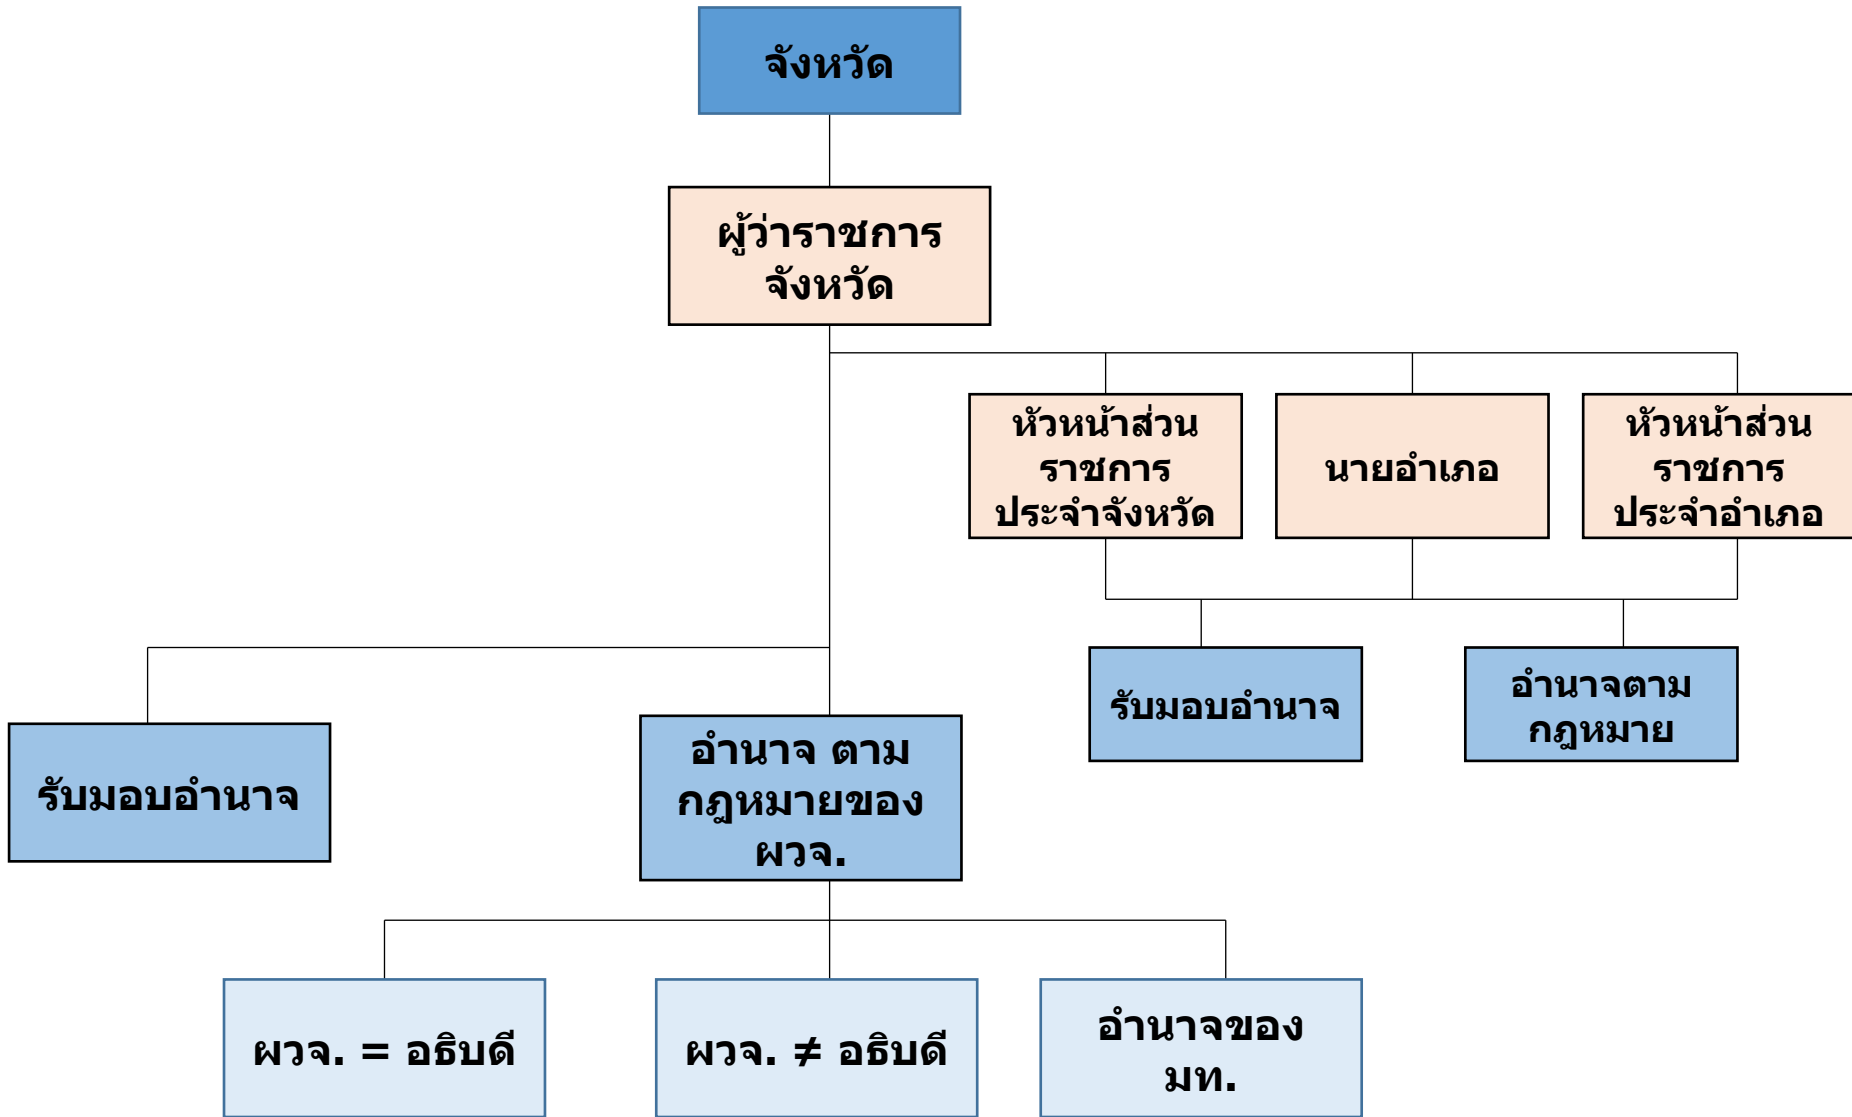 จังหวัด
ผู้ว่าราชการ
จังหวัด
หัวหน้าส่วน
ราชการ
ประจำจังหวัด
นายอำเภอ
หัวหน้าส่วน
ราชการ
ประจำอำเภอ
รับมอบอำนาจ
อำนาจตาม
กฎหมาย
รับมอบอำนาจ
อำนาจ ตาม
กฎหมายของ
ผวจ.
ผวจ. = อธิบดี
ผวจ. ≠ อธิบดี
อำนาจของ
มท.